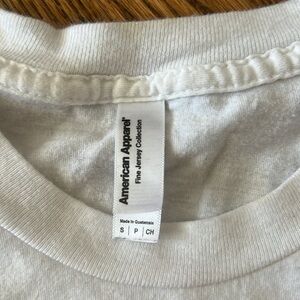 American Apparel®
Fine Jersey Collection
Made in Guatemala
S | P | CH